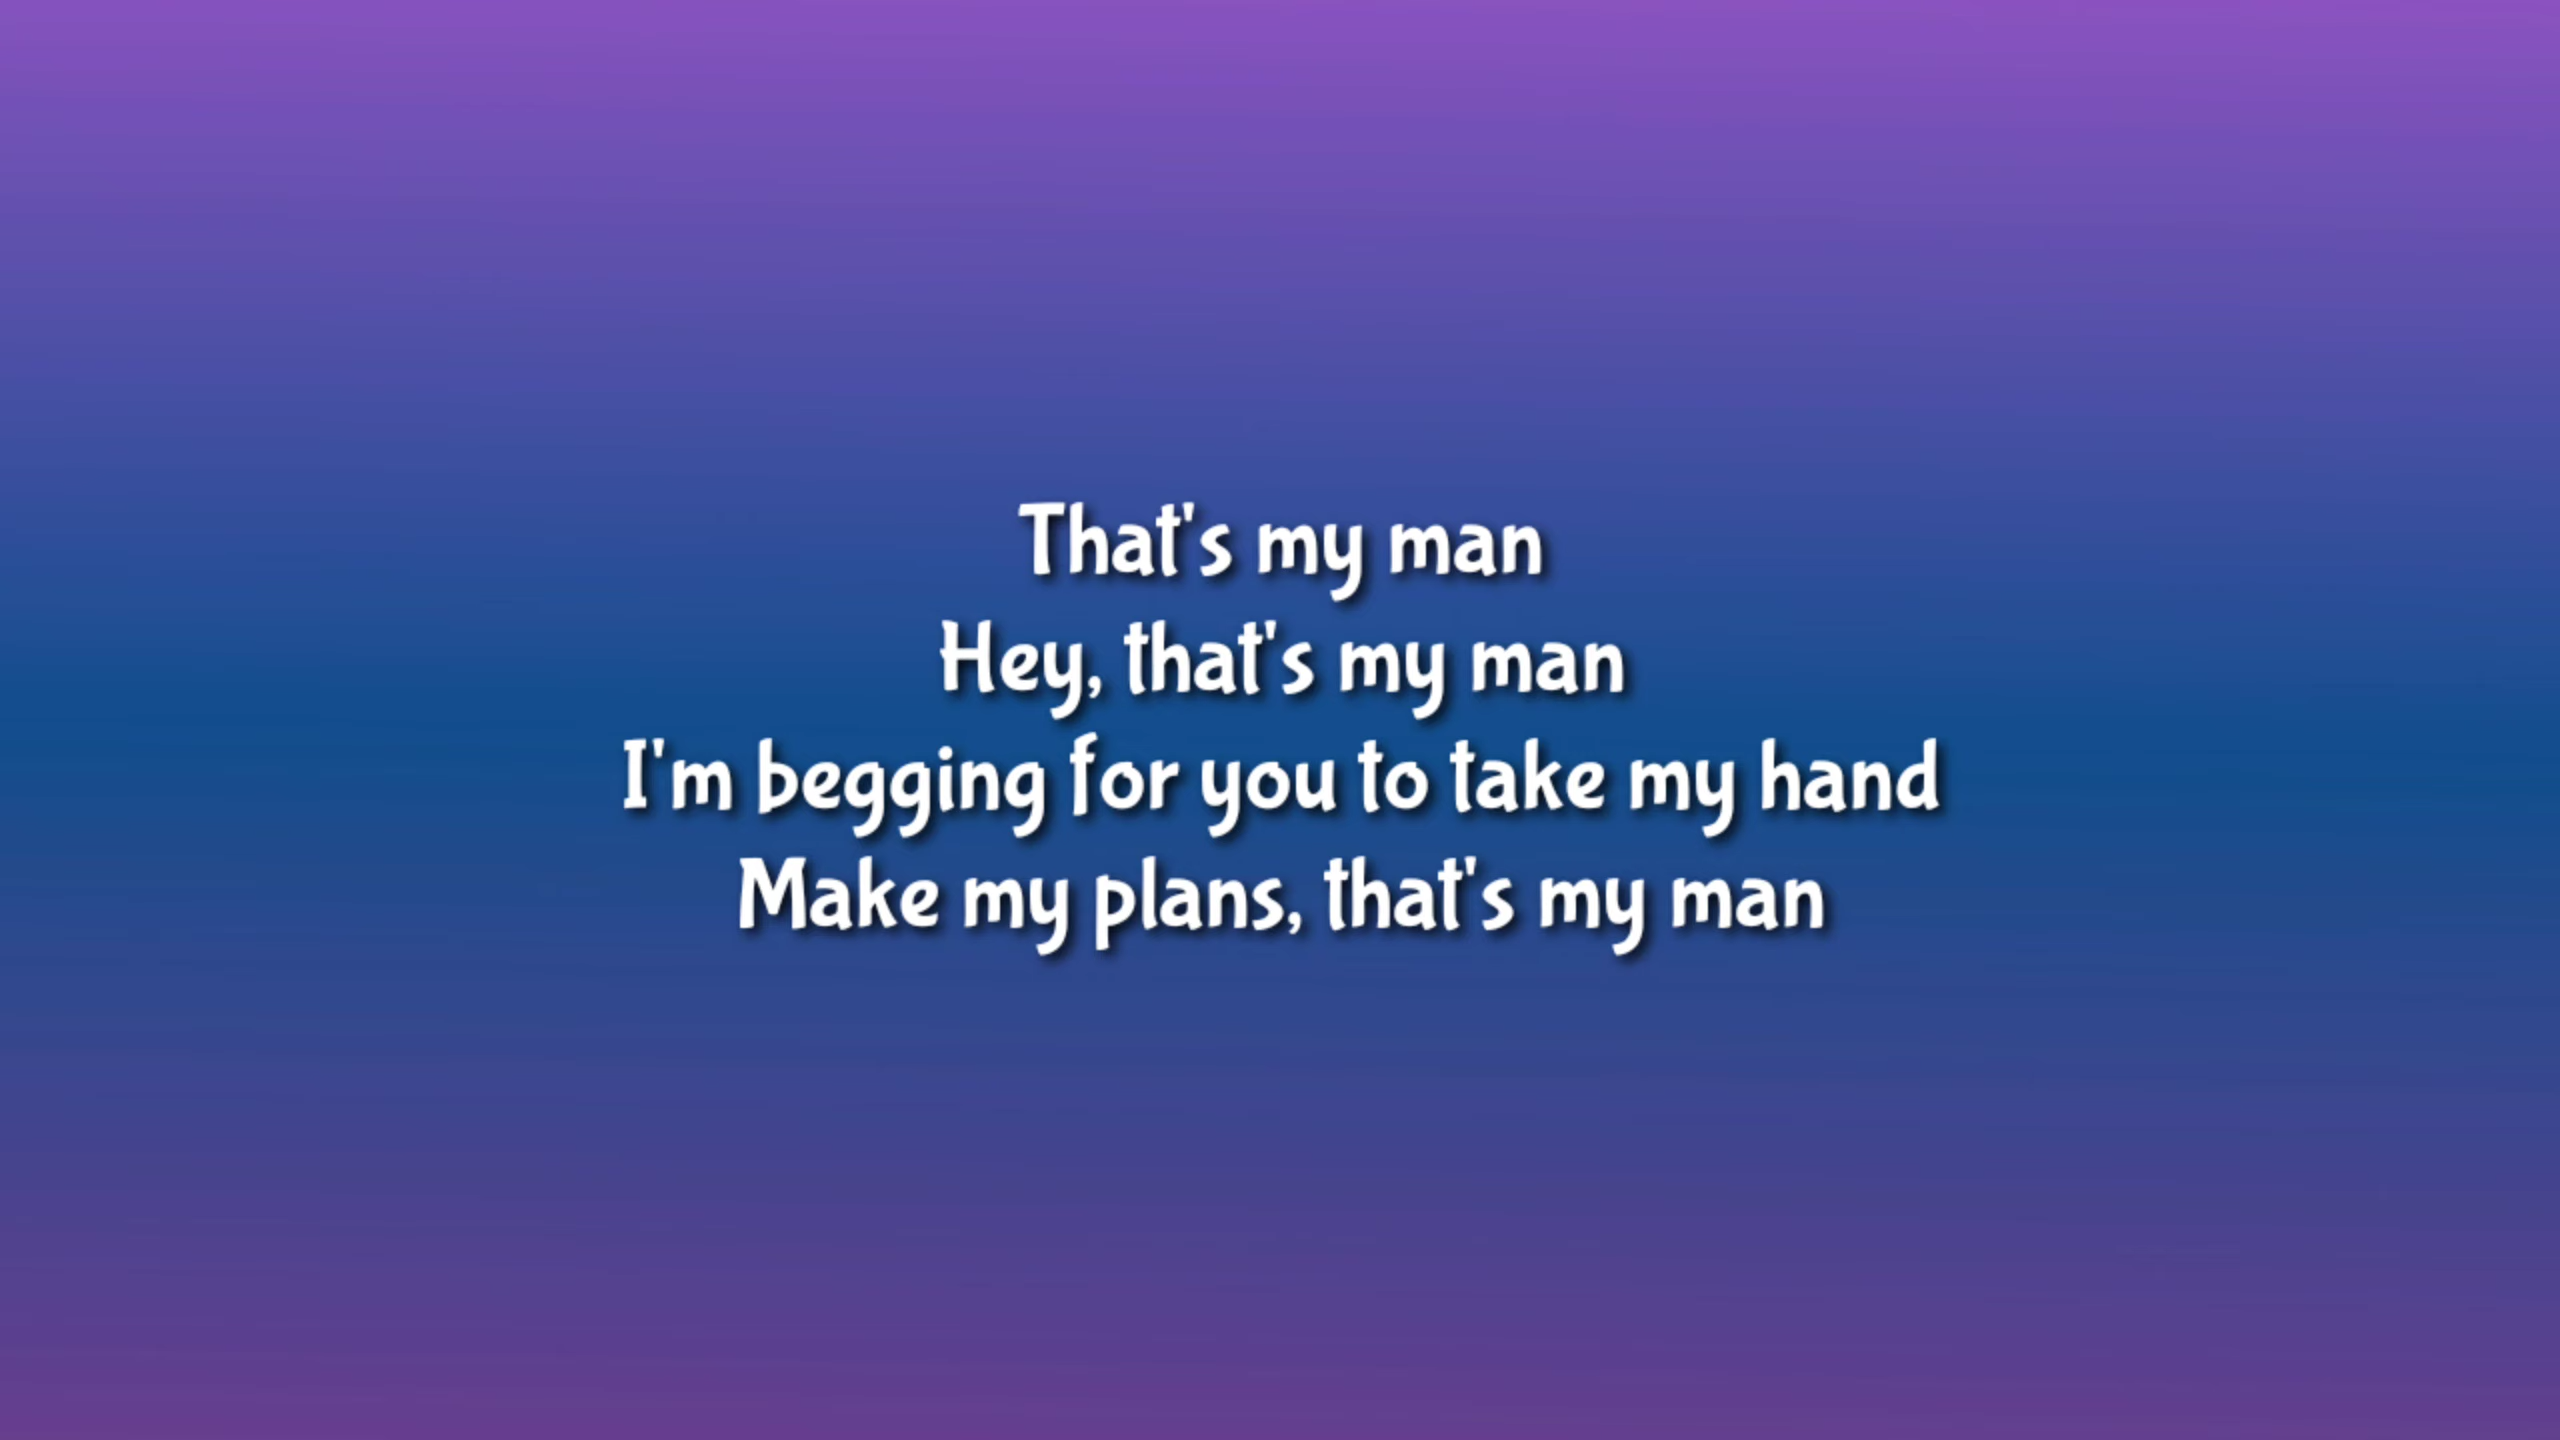 That's my man
Hey, that's my man
I'm begging for you to take my hand
Make my plans, that's my man